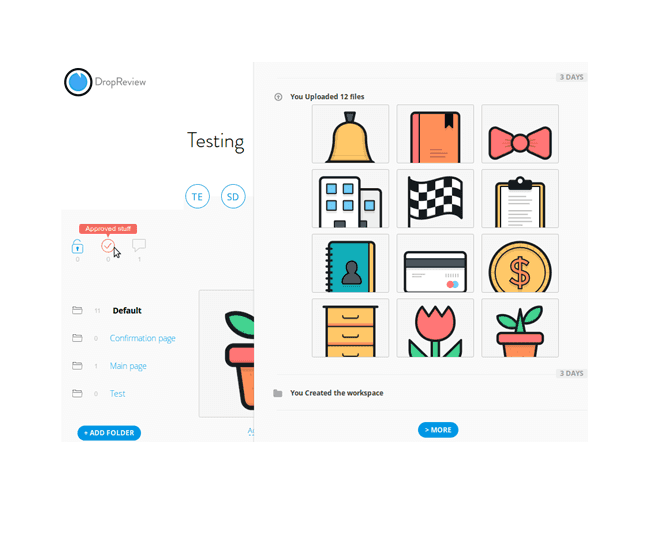 DropReview
3 DAYS
You Uploaded 12 files
Testing
TE
SD
Approved stuff
0
0
1
11
Default
0
Confirmation page
1
Main page
0
Test
+ ADD FOLDER
$
3 DAYS
You Created the workspace
> MORE